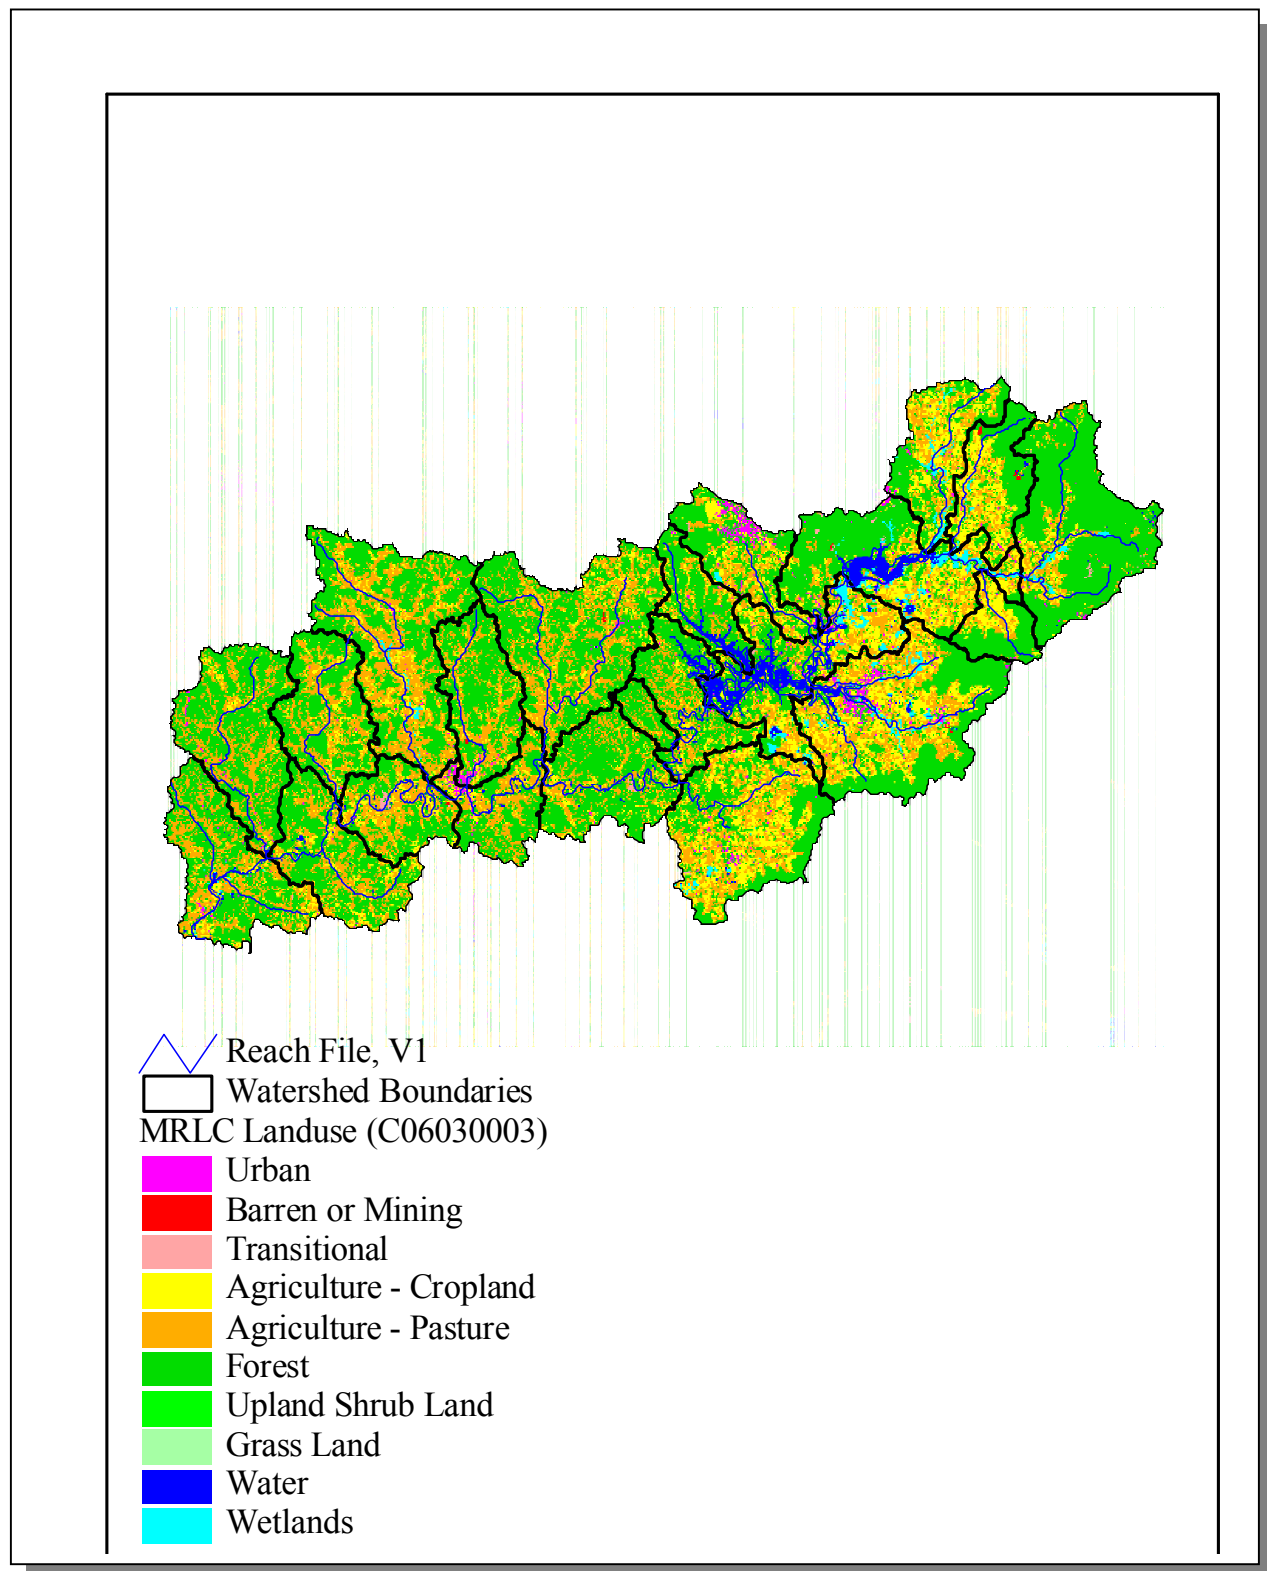 Reach File, V1
Watershed Boundaries
MRLC Landuse (C06030003)
Urban
Barren or Mining
Transitional
Agriculture - Cropland
Agriculture - Pasture
Forest
Upland Shrub Land
Grass Land
Water
Wetlands